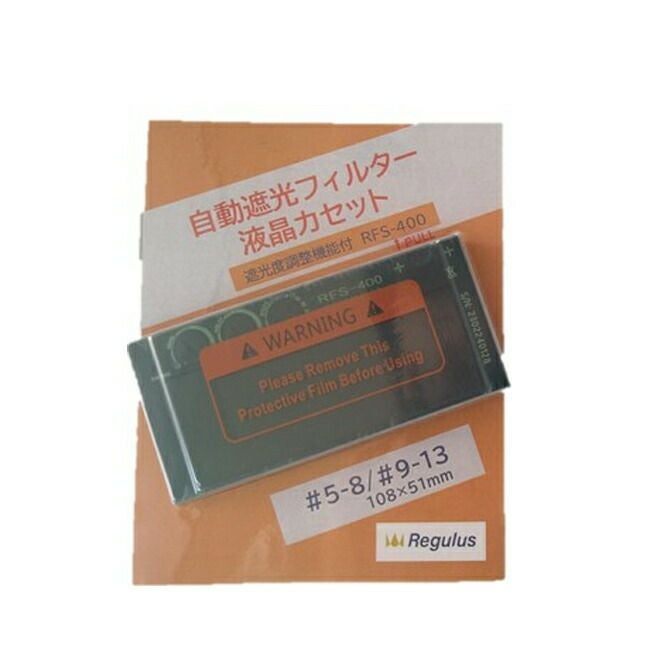 自動遮光フィルター
液晶カセット
遮光度調整機能付 RFS-400
PULL
RFS-400
WARNING
Please Remove This
Protective Film Before Using
#5-8/#9-13
108×51mm
Regulus